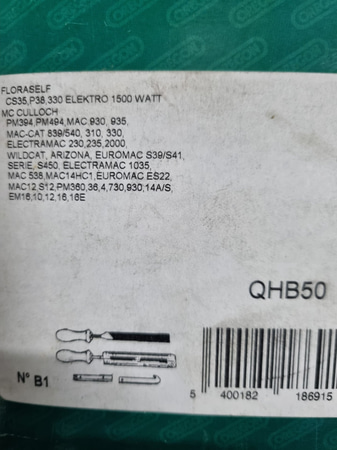 FLORASELF
CS35,P38,330 ELEKTRO 1500 WATT
MC CULLOCH
PM394,PM494,MAC 930, 935,
MAC-CAT 839/540, 310, 330,
ELECTRAMAC 230,235,2000,
WILDCAT, ARIZONA, EUROMAC S39/S41,
SERIE, S450, ELECTRAMAC 1035,
MAC 538,MAC14HC1,EUROMAC ES22,
MAC12,S12,PM360,36,4,730,930,14A/S,
EM16,10,12,16,16E
QHB50
N° B1
5 400182 186915